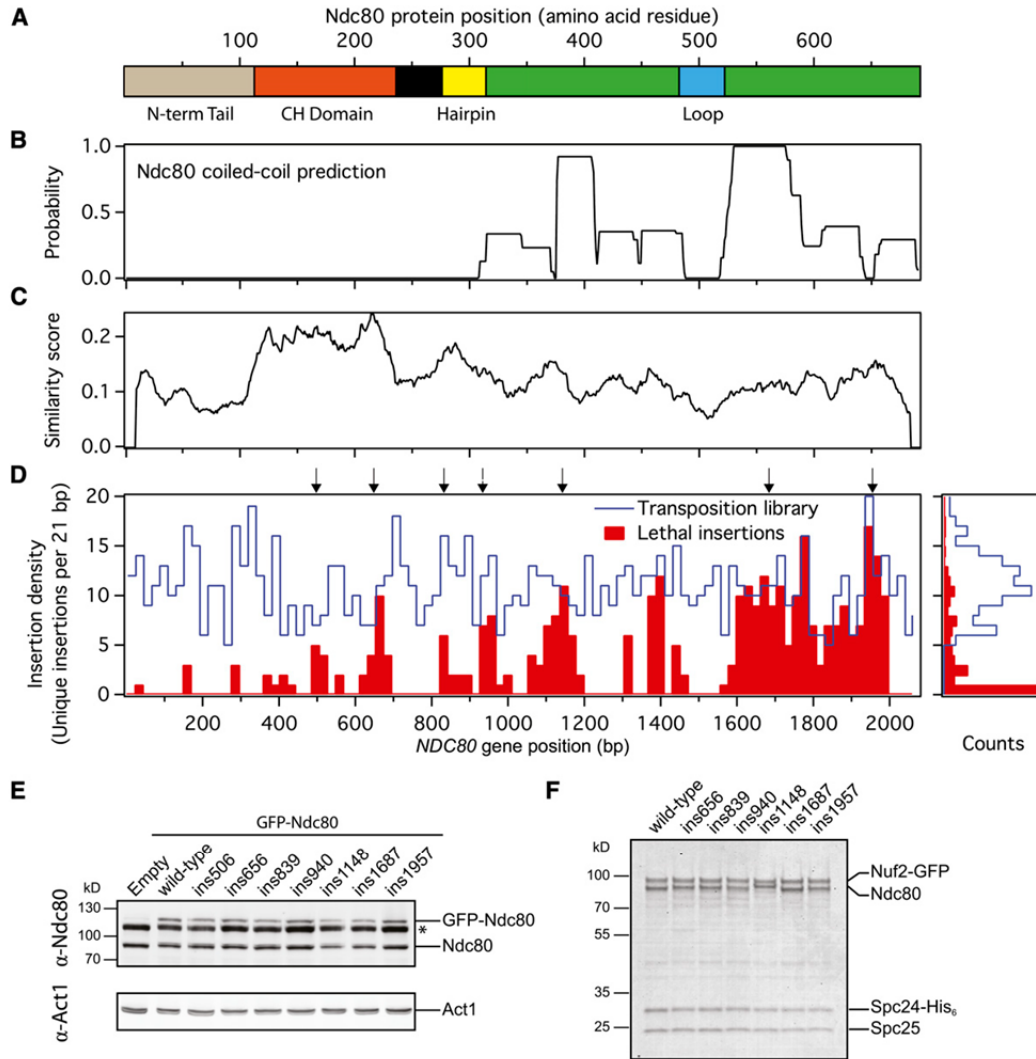 A
Ndc80 protein position (amino acid residue)
100 200 300 400 500 600
N-term Tail CH Domain Hairpin Loop
B
Ndc80 coiled-coil prediction
Probability
1.0
0.5
0.0
C
Similarity score
0.2
0.1
0.0
D
Insertion density
(Unique insertions per 21 bp)
20
15
10
5
0
Transposition library
Lethal insertions
200 400 600 800 1000 1200 1400 1600 1800 2000
NDC80 gene position (bp)
Counts
E
GFP-Ndc80
Empty wild-type ins506 ins656 ins839 ins940 ins1148 ins1687 ins1957
kD
130
100
70
α-Ndc80
GFP-Ndc80
*
Ndc80
α-Act1
Act1
F
wild-type ins656 ins839 ins940 ins1148 ins1687 ins1957
kD
100
70
55
35
25
Nuf2-GFP
Ndc80
Spc24-His₆
Spc25